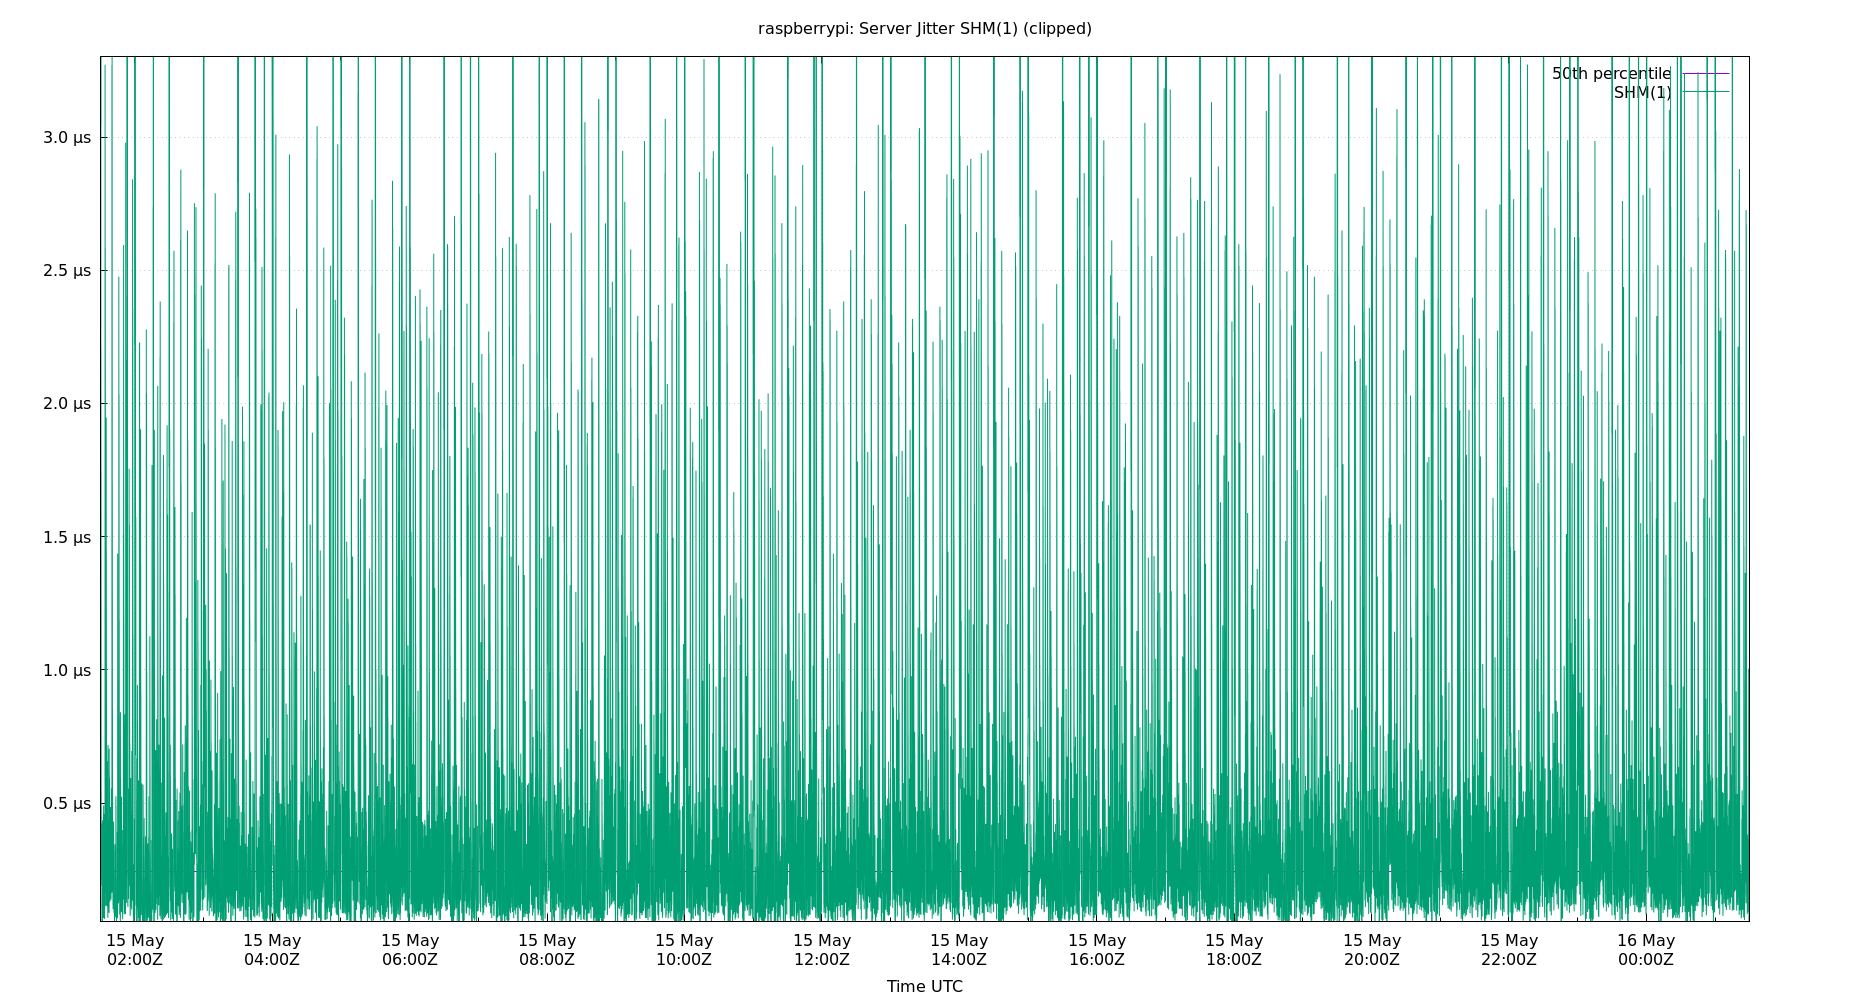 raspberrypi: Server Jitter SHM(1) (clipped)
50th percentile
SHM(1)
3.0 µs
2.5 µs
2.0 µs
1.5 µs
1.0 µs
0.5 µs
15 May 15 May 15 May 15 May 15 May 15 May 15 May 15 May 15 May 15 May 15 May 16 May
02:00Z 04:00Z 06:00Z 08:00Z 10:00Z 12:00Z 14:00Z 16:00Z 18:00Z 20:00Z 22:00Z 00:00Z
Time UTC